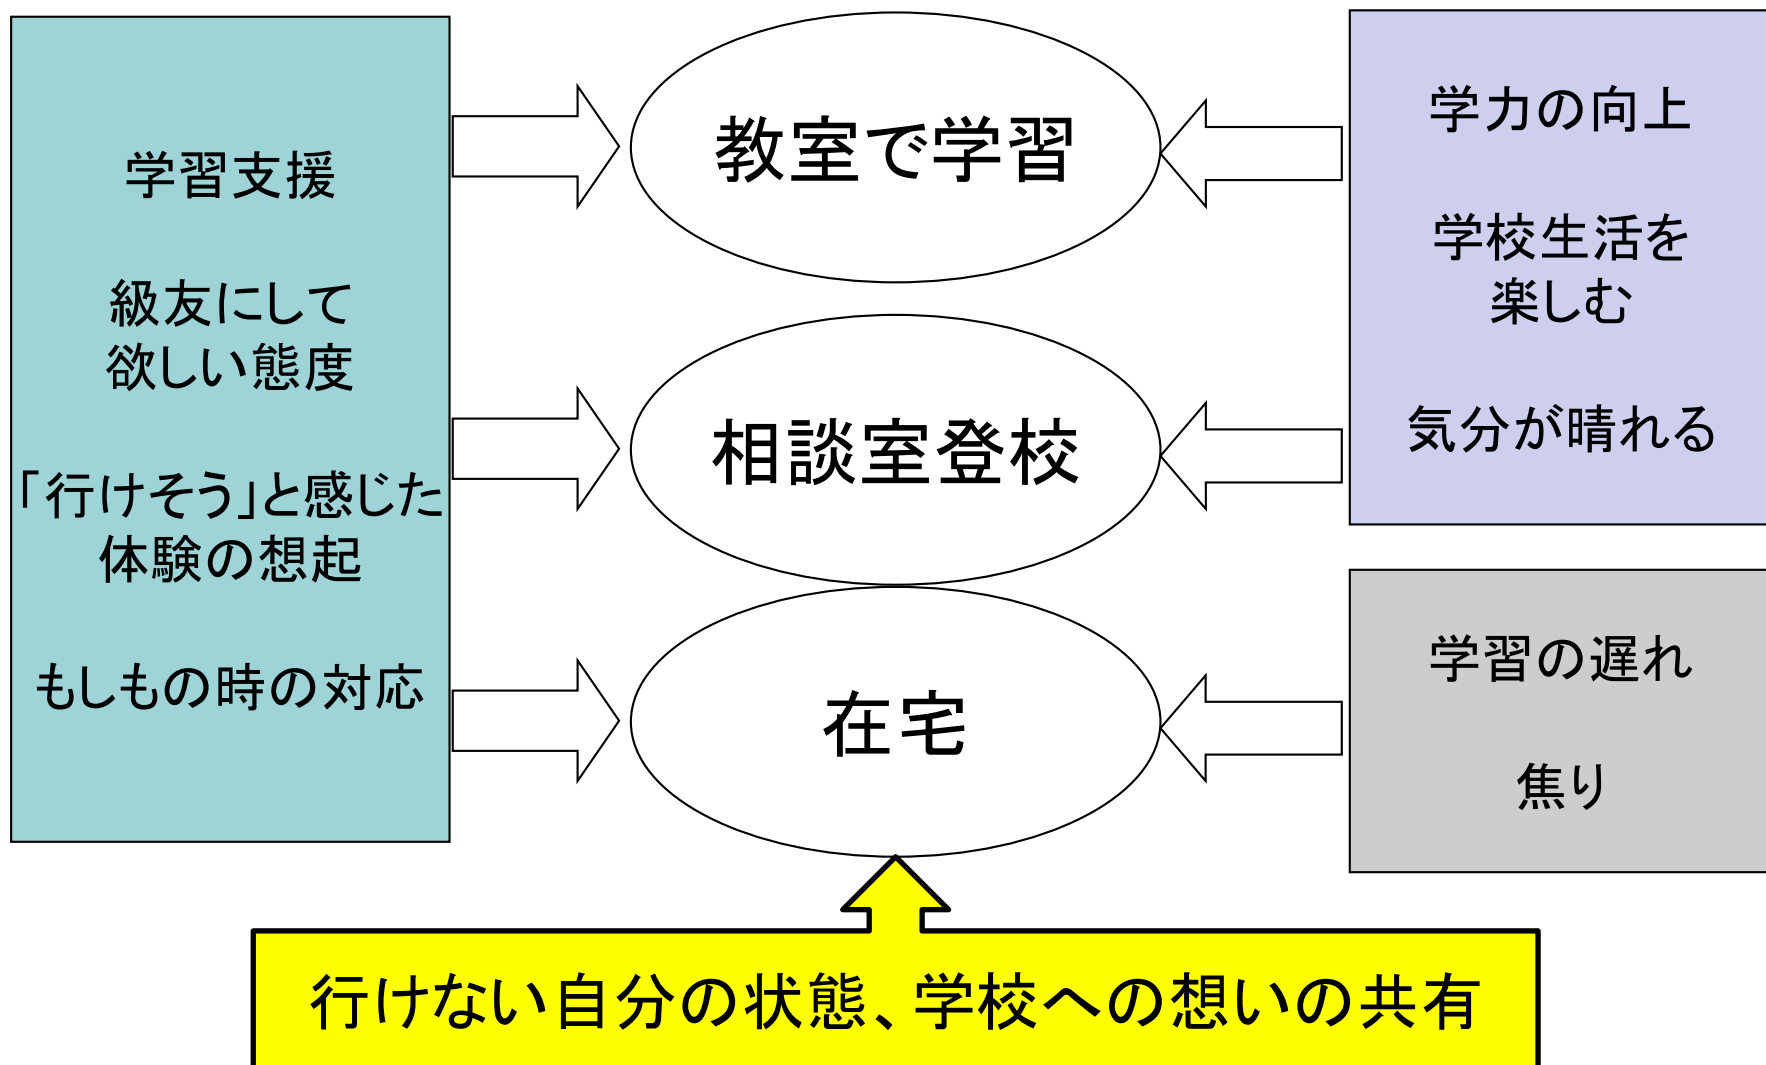 学習支援
級友にして
欲しい態度
「行けそう」と感じた
体験の想起
もしもの時の対応
教室で学習
相談室登校
在宅
学力の向上
学校生活を
楽しむ
気分が晴れる
学習の遅れ
焦り
行けない自分の状態、学校への想いの共有